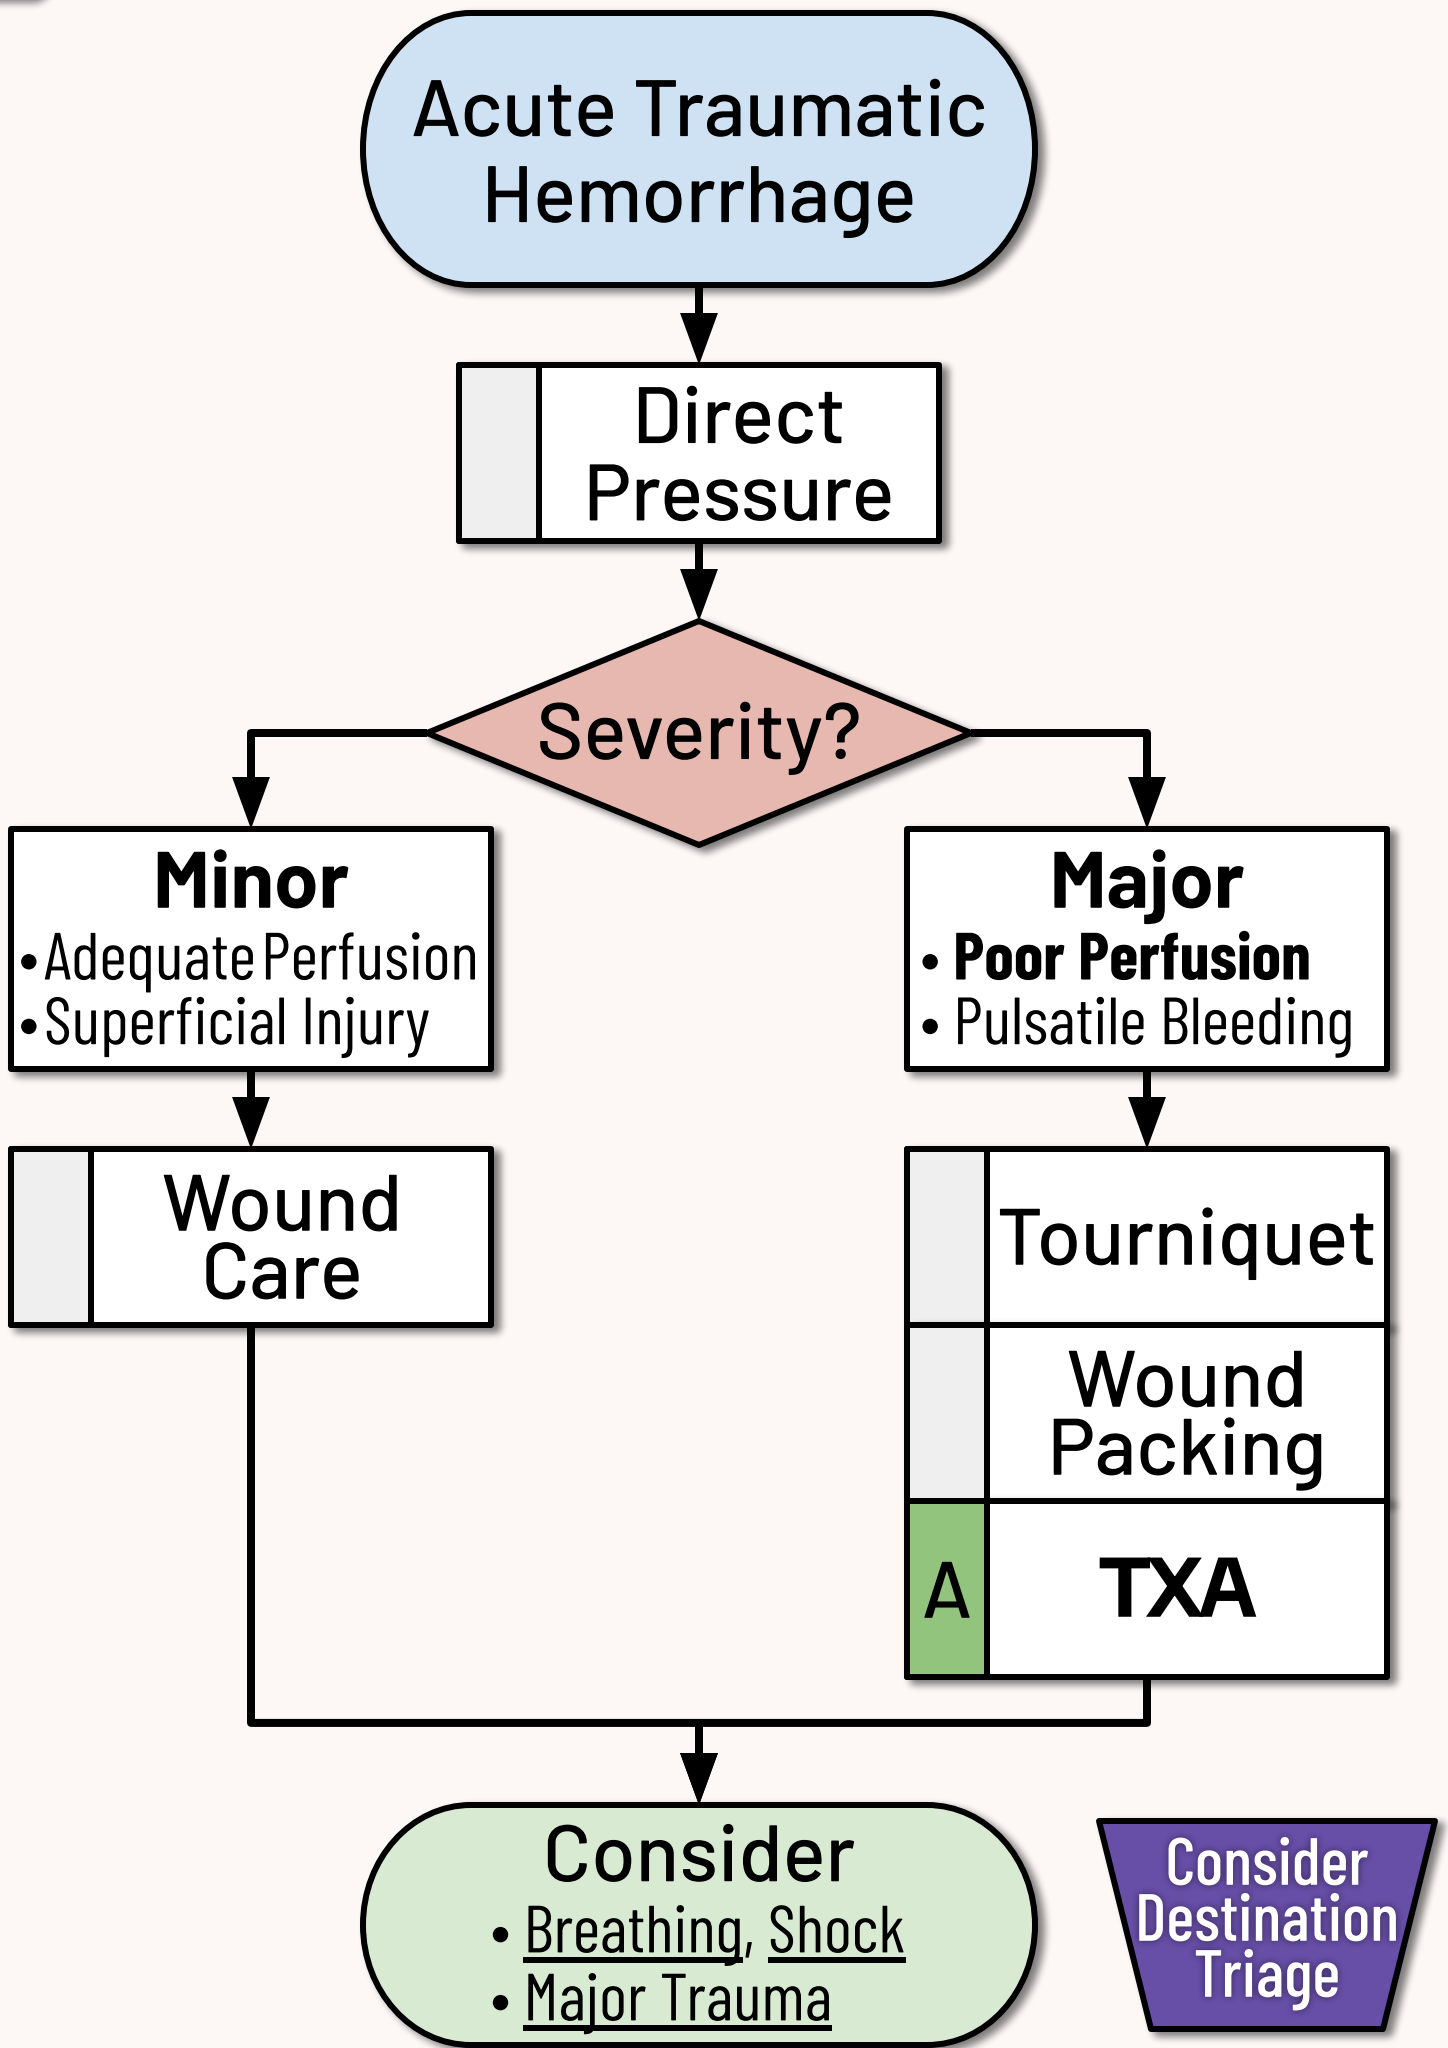 Acute Traumatic
Hemorrhage
Direct
Pressure
Severity?
Minor
• Adequate Perfusion
• Superficial Injury
Major
• Poor Perfusion
• Pulsatile Bleeding
Wound
Care
Tourniquet
Wound
Packing
A TXA
Consider
• Breathing, Shock
• Major Trauma
Consider
Destination
Triage